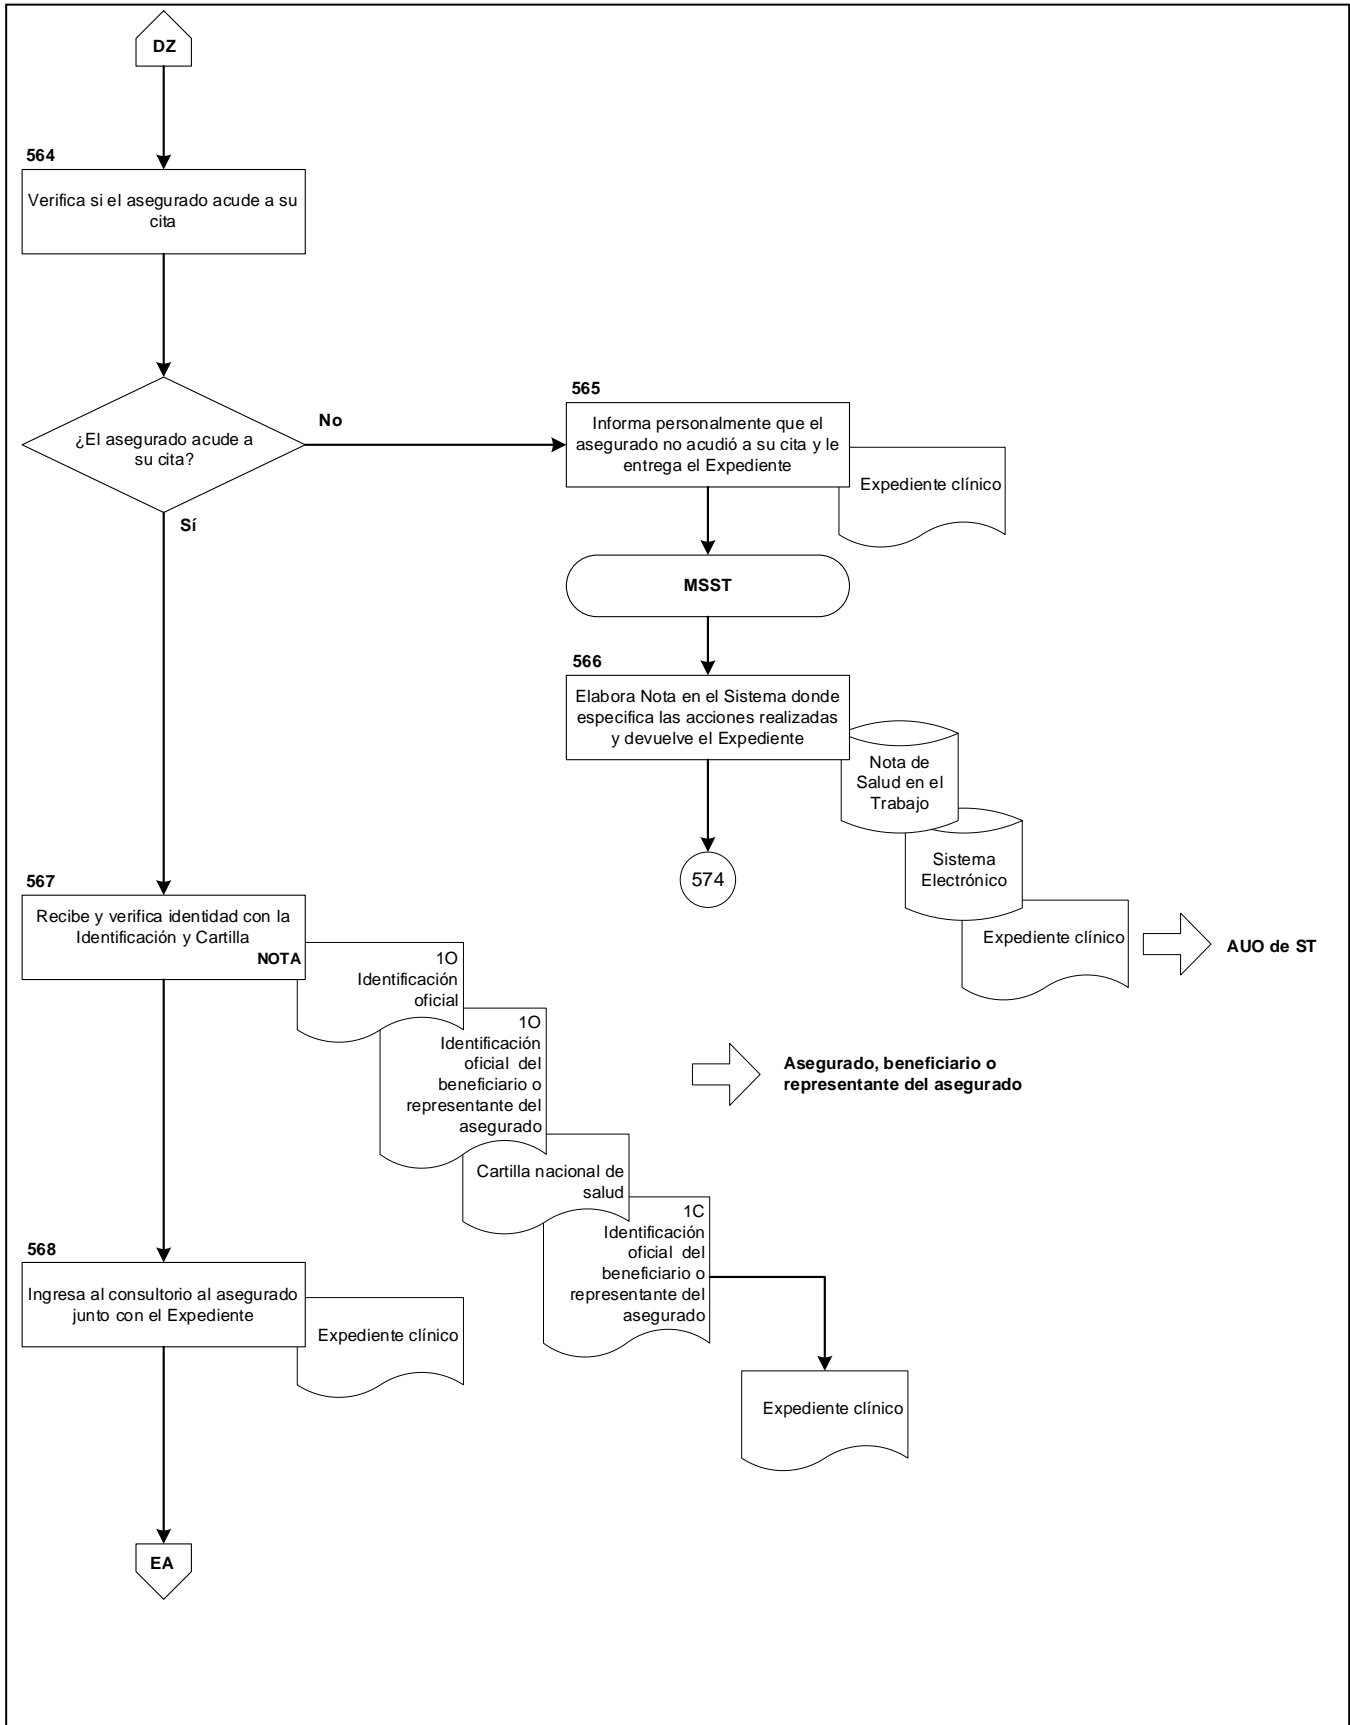 DZ
564
Verifica si el asegurado acude a su
cita
¿El asegurado acude a
su cita?
No
Sí
565
Informa personalmente que el
asegurado no acudió a su cita y le
entrega el Expediente
Expediente clínico
MSST
566
Elabora Nota en el Sistema donde
especifica las acciones realizadas
y devuelve el Expediente
Nota de
Salud en el
Trabajo
Sistema
Electrónico
Expediente clínico
AUO de ST
574
567
Recibe y verifica identidad con la
Identificación y Cartilla
NOTA
1O
Identificación
oficial
1O
Identificación
oficial del
beneficiario o
representante del
asegurado
Asegurado, beneficiario o
representante del asegurado
Cartilla nacional de
salud
1C
Identificación
oficial del
beneficiario o
representante del
asegurado
Expediente clínico
568
Ingresa al consultorio al asegurado
junto con el Expediente
Expediente clínico
EA